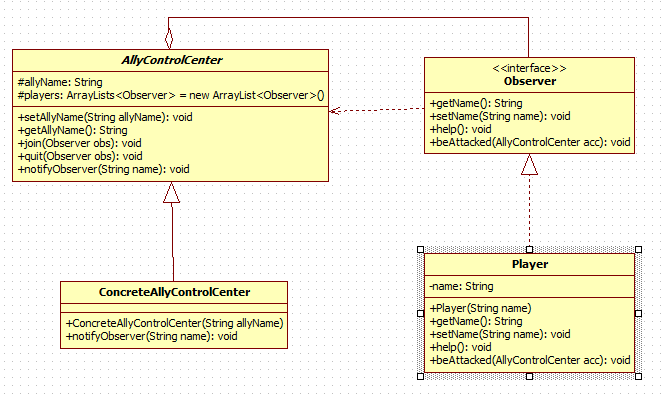 AllyControlCenter
#allyName: String
#players: ArrayLists<Observer> = new ArrayList<Observer>()
+setAllyName(String allyName): void
+getAllyName(): String
+join(Observer obs): void
+quit(Observer obs): void
+notifyObserver(String name): void
<<interface>>
Observer
+getName(): String
+setName(String name): void
+help(): void
+beAttacked(AllyControlCenter acc): void
ConcreteAllyControlCenter
+ConcreteAllyControlCenter(String allyName)
+notifyObserver(String name): void
Player
-name: String
+Player(String name)
+getName(): String
+setName(String name): void
+help(): void
+beAttacked(AllyControlCenter acc): void